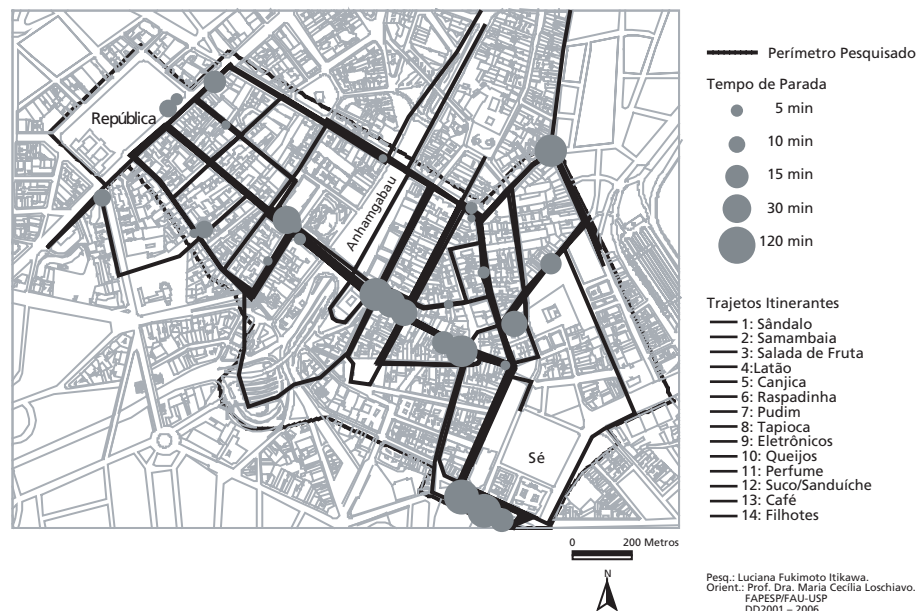 República
Anhamgabau
Sé
Perímetro Pesquisado
Tempo de Parada
5 min
10 min
15 min
30 min
120 min
Trajetos Itinerantes
1: Sândalo
2: Samambaia
3: Salada de Fruta
4:Latão
5: Canjica
6: Raspadinha
7: Pudim
8: Tapioca
9: Eletrônicos
10: Queijos
11: Perfume
12: Suco/Sanduíche
13: Café
14: Filhotes
0 200 Metros
N
Pesq.: Luciana Fukimoto Itikawa.
Orient.: Prof. Dra. Maria Cecília Loschiavo.
FAPESP/FAU-USP
DD2001 – 2006